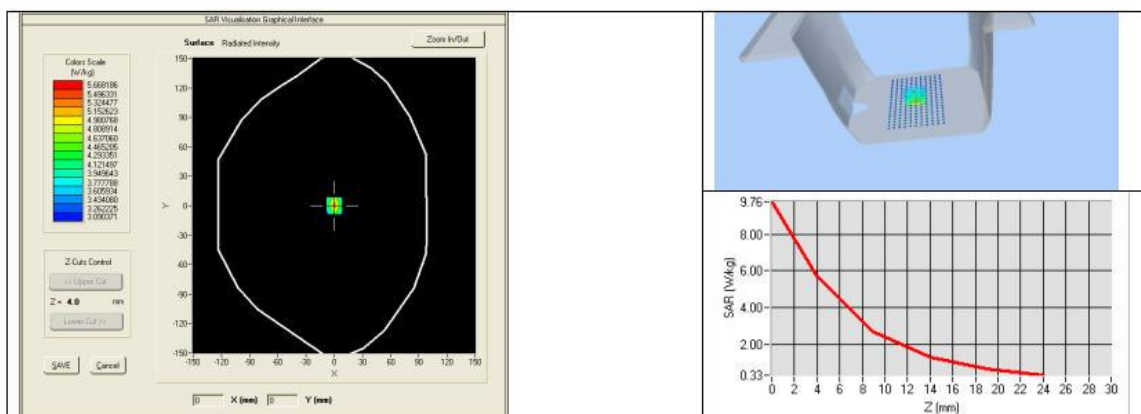 SAR Visualisation Graphical Interface
Surface Radiated Intensity
Zoom In/Out
Colors Scale
(W/kg)
5.668186
5.496331
5.324477
5.152623
4.980768
4.808914
4.637060
4.465205
4.293351
4.121497
3.949643
3.777788
3.605934
3.434080
3.262225
3.090371
Z-Cuts Control
<< Upper Cut
Z = 4.0 mm
Lower Cut >>
SAVE Cancel
150
120
90
60
30
0
-30
-60
-90
-120
-150
Y
-150 -120 -90 -60 -30 0 30 60 90 120 150
X
0 X (mm) 0 Y (mm)
9.76
8.00
6.00
4.00
2.00
0.33
SAR (W/kg)
0 2 4 6 8 10 12 14 16 18 20 22 24 26 28 30
Z (mm)